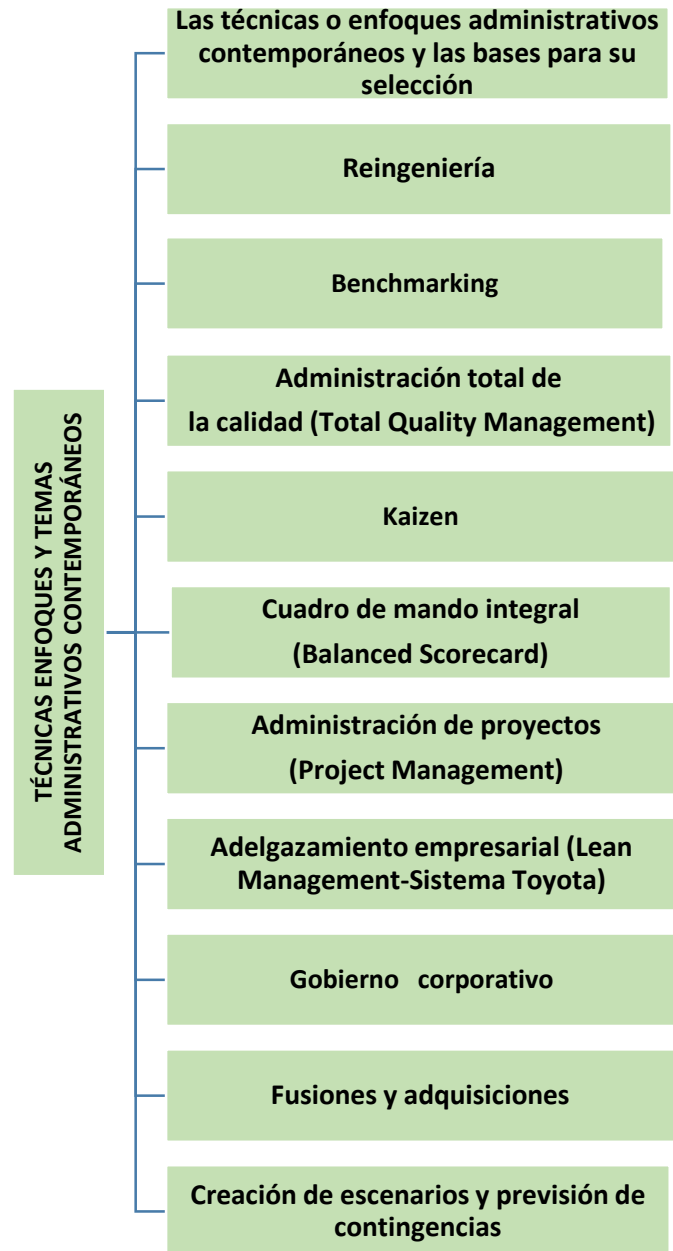 TÉCNICAS ENFOQUES Y TEMAS
ADMINISTRATIVOS CONTEMPORÁNEOS
Las técnicas o enfoques administrativos
contemporáneos y las bases para su
selección
Reingeniería
Benchmarking
Administración total de
la calidad (Total Quality Management)
Kaizen
Cuadro de mando integral
(Balanced Scorecard)
Administración de proyectos
(Project Management)
Adelgazamiento empresarial (Lean
Management-Sistema Toyota)
Gobierno corporativo
Fusiones y adquisiciones
Creación de escenarios y previsión de
contingencias